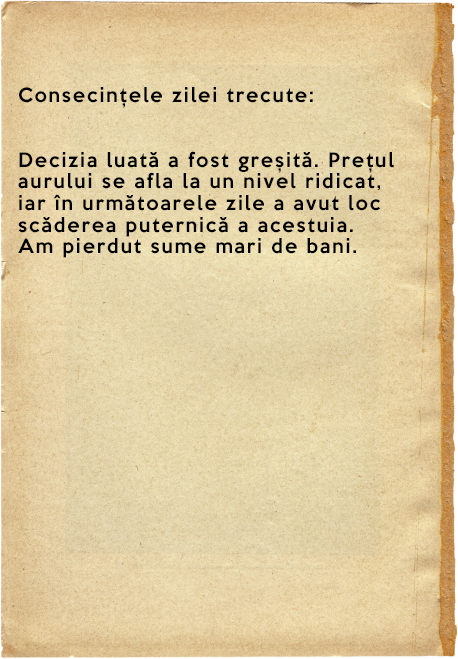 Consecințele zilei trecute:
Decizia luată a fost greșită. Prețul
aurului se afla la un nivel ridicat,
iar în următoarele zile a avut loc
scăderea puternică a acestuia.
Am pierdut sume mari de bani.